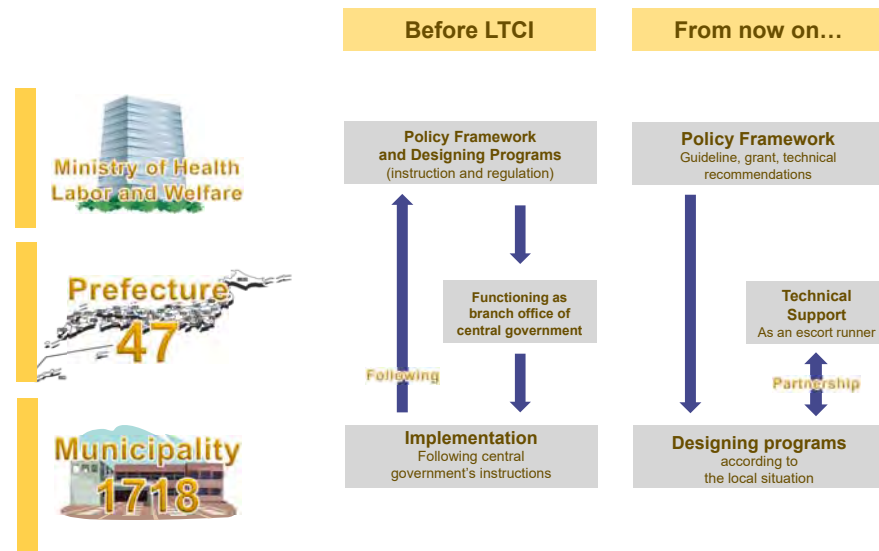 Before LTCI
From now on…
Ministry of Health
Labor and Welfare
Policy Framework
and Designing Programs
(instruction and regulation)
Policy Framework
Guideline, grant, technical
recommendations
Prefecture
47
Functioning as
branch office of
central government
Technical
Support
As an escort runner
Following
Partnership
Municipality
1718
Implementation
Following central
government's instructions
Designing programs
according to
the local situation